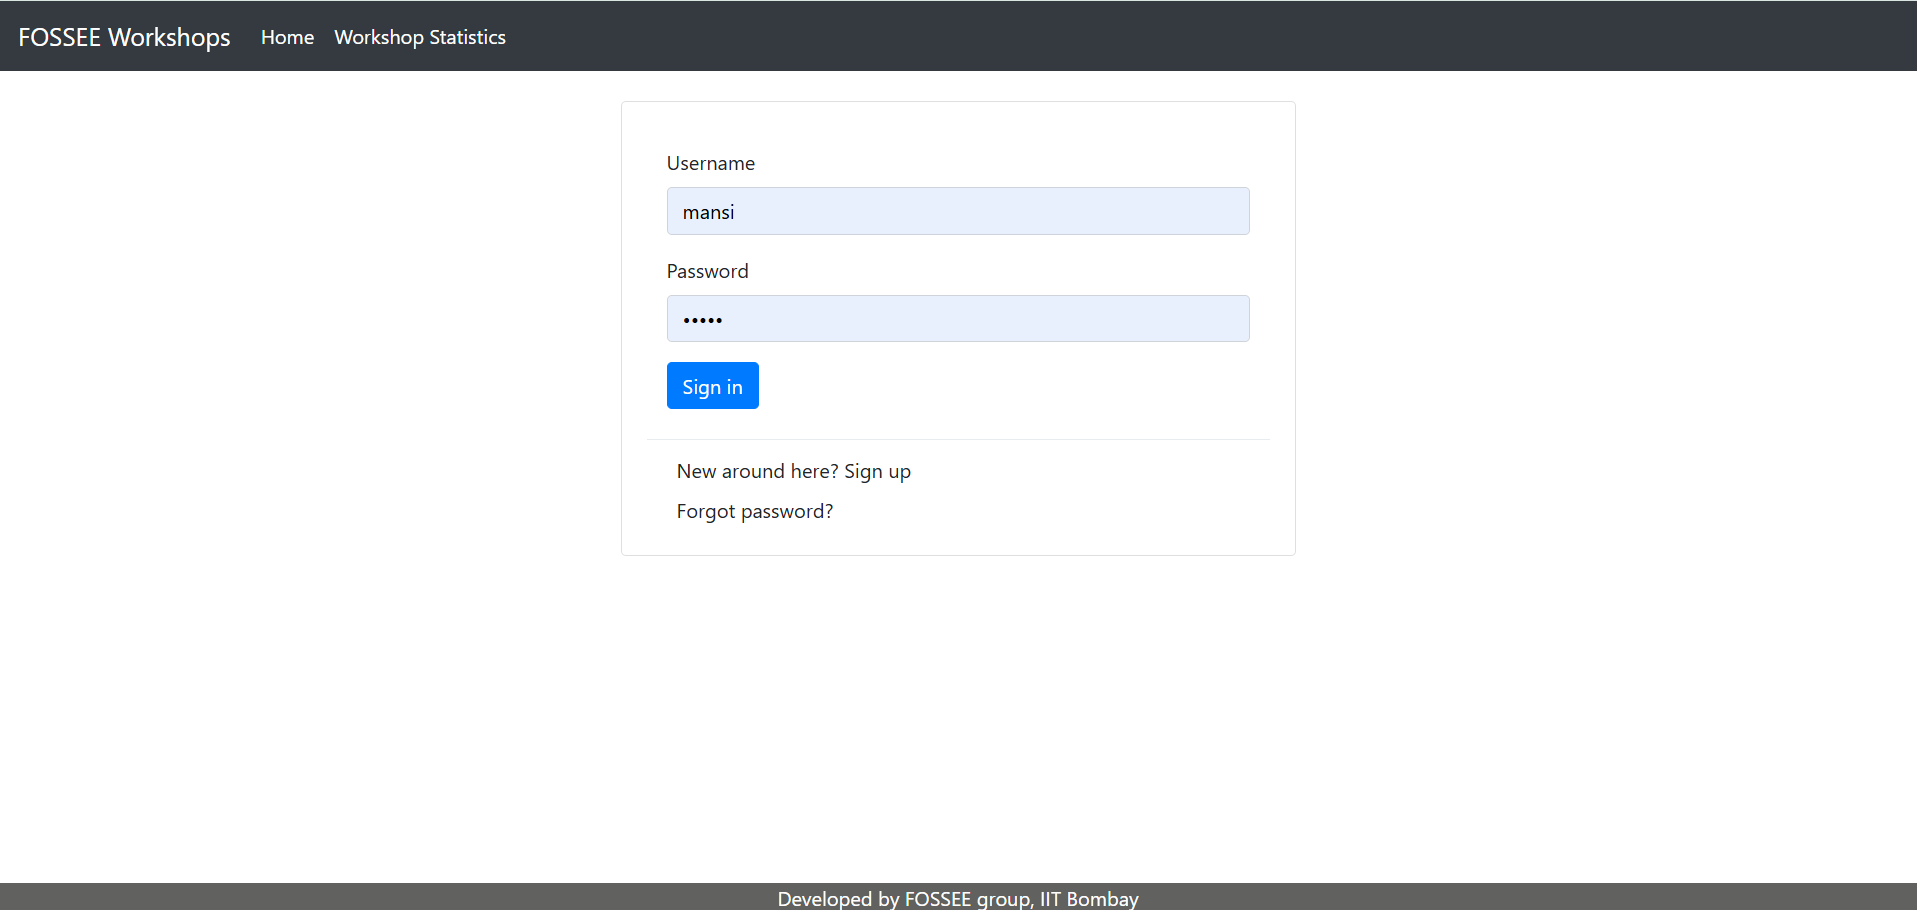 FOSSEE Workshops Home Workshop Statistics
Username
mansi
Password
•••••
Sign in
New around here? Sign up
Forgot password?
Developed by FOSSEE group, IIT Bombay